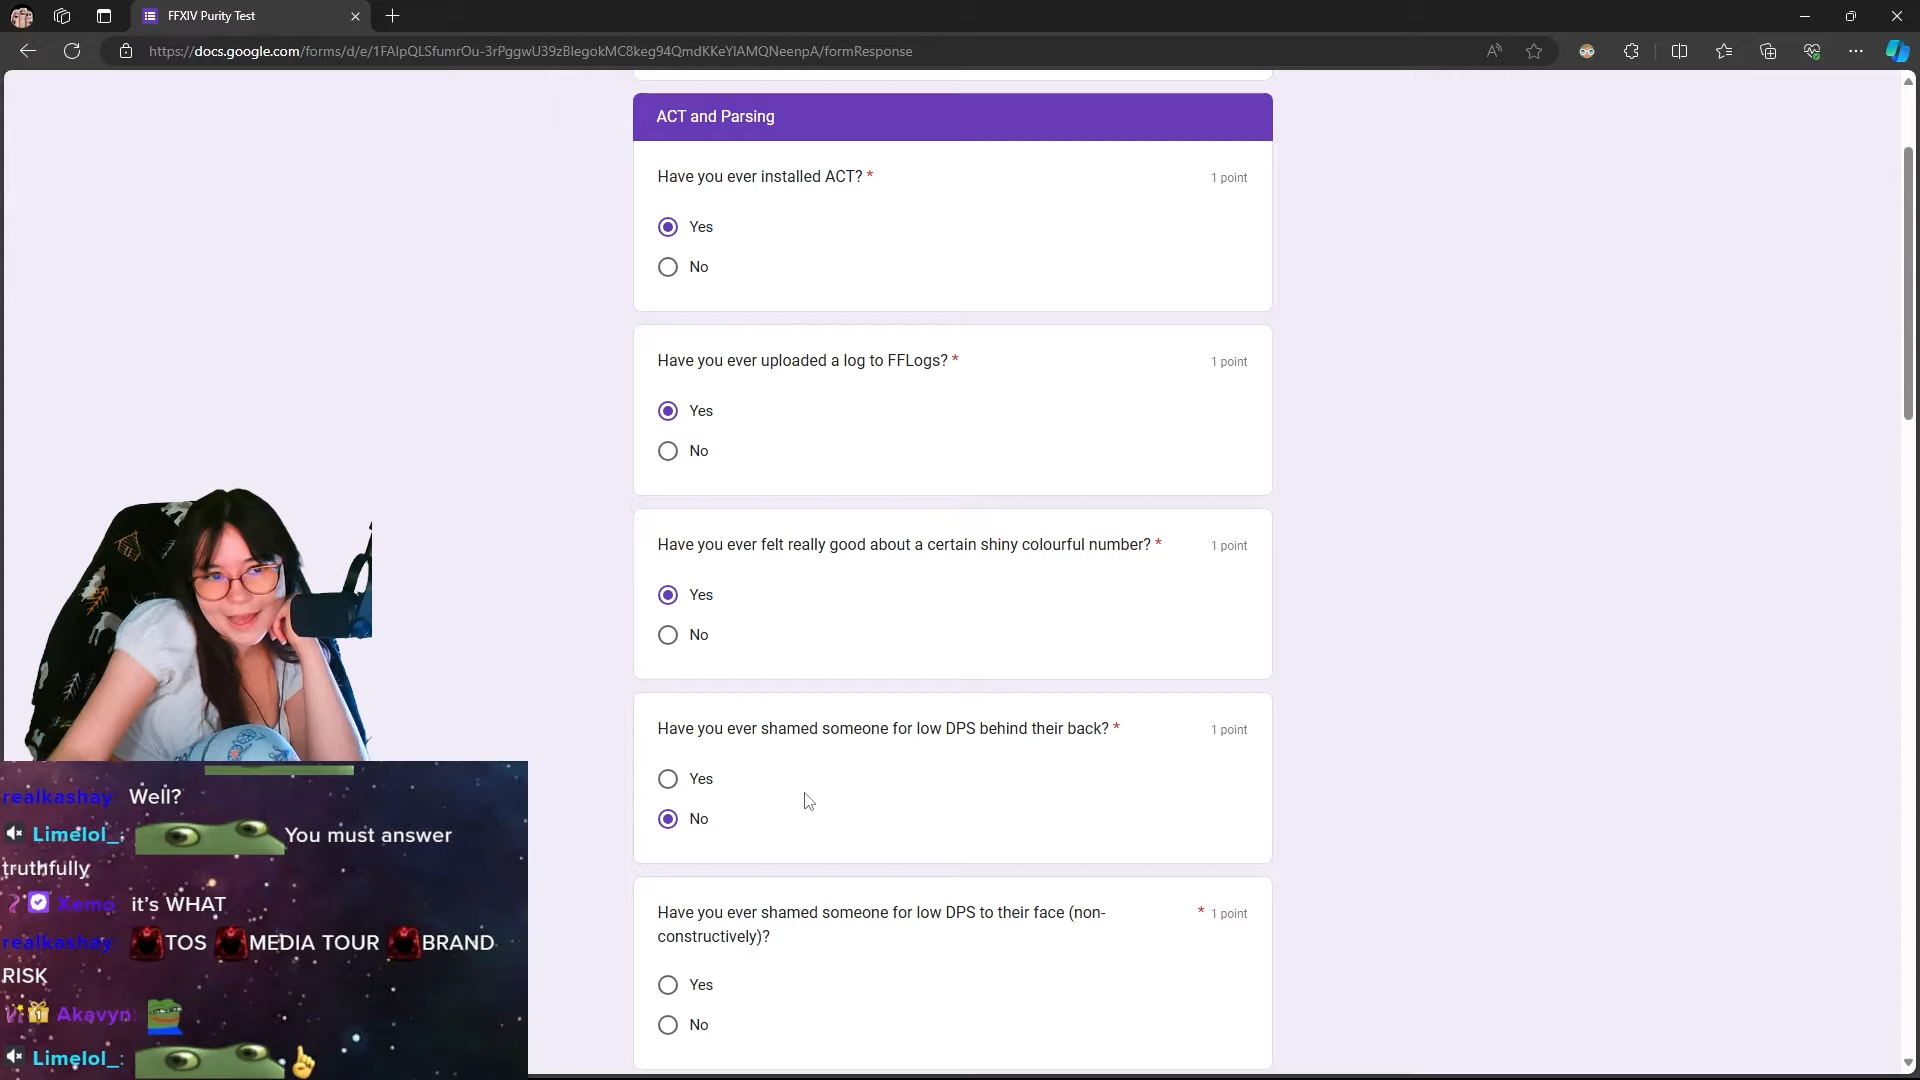 FFXIV Purity Test
https://docs.google.com/forms/d/e/1FAIpQLSfumrOu-3rPggwU39zBlegokMC8keg94QmdKKeYlAMQNeenpA/formResponse
ACT and Parsing
Have you ever installed ACT? *
1 point
Yes
No
Have you ever uploaded a log to FFLogs? *
1 point
Yes
No
Have you ever felt really good about a certain shiny colourful number? *
1 point
Yes
No
Have you ever shamed someone for low DPS behind their back? *
1 point
Yes
No
Have you ever shamed someone for low DPS to their face (non-
constructively)?
* 1 point
Yes
No
realkashay Well?
Limelol_: You must answer
truthfully
Xemo it's WHAT
realkashay TOS MEDIA TOUR BRAND
RISK
Akavyn:
Limelol_: